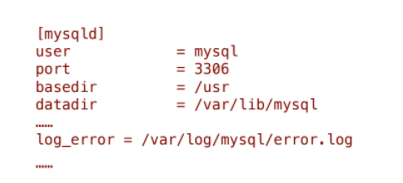 [mysqld]
user = mysql
port = 3306
basedir = /usr
datadir = /var/lib/mysql
……
log_error = /var/log/mysql/error.log
……